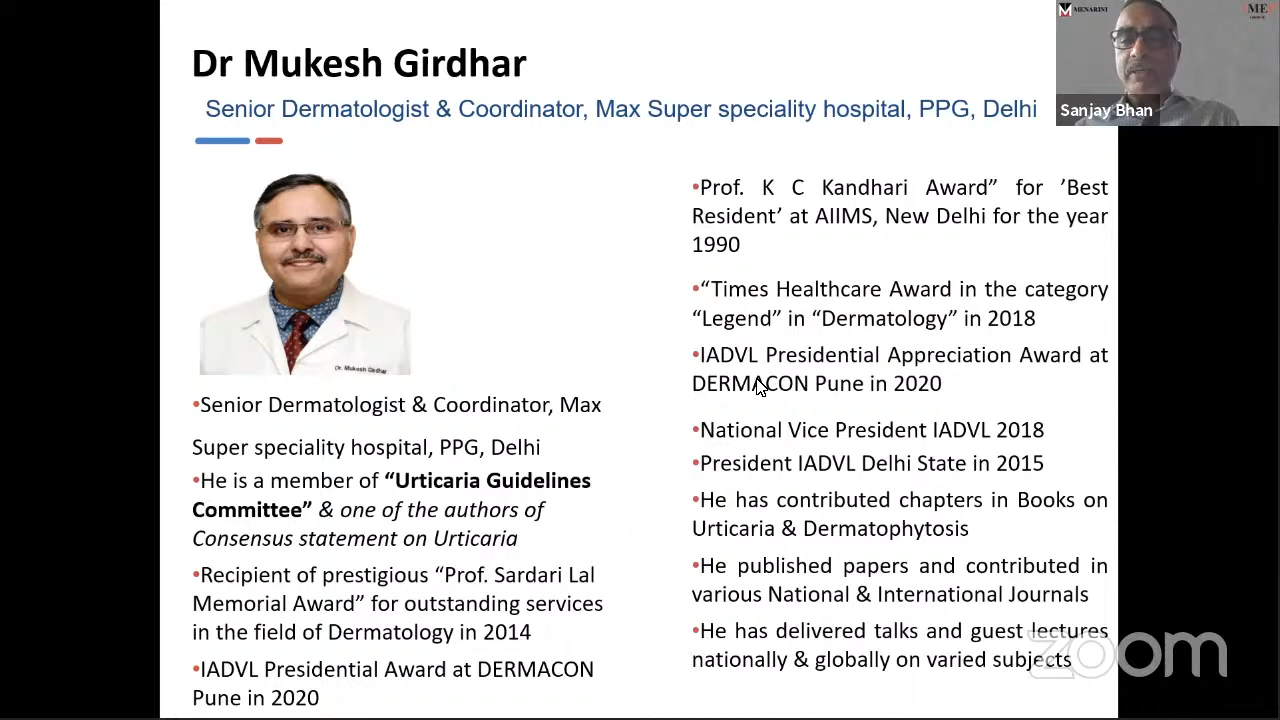 Dr Mukesh Girdhar
Senior Dermatologist & Coordinator, Max Super speciality hospital, PPG, Delhi
Dr. Mukesh Girdhar
•Senior Dermatologist & Coordinator, Max
Super speciality hospital, PPG, Delhi
•He is a member of “Urticaria Guidelines
Committee” & one of the authors of
Consensus statement on Urticaria
•Recipient of prestigious “Prof. Sardari Lal
Memorial Award” for outstanding services
in the field of Dermatology in 2014
•IADVL Presidential Award at DERMACON
Pune in 2020
•Prof. K C Kandhari Award” for ’Best
Resident’ at AIIMS, New Delhi for the year
1990
•“Times Healthcare Award in the category
“Legend” in “Dermatology” in 2018
•IADVL Presidential Appreciation Award at
DERMACON Pune in 2020
•National Vice President IADVL 2018
•President IADVL Delhi State in 2015
•He has contributed chapters in Books on
Urticaria & Dermatophytosis
•He published papers and contributed in
various National & International Journals
•He has delivered talks and guest lectures
nationally & globally on varied subjects
MENARINI
Sanjay Bhan
zoom